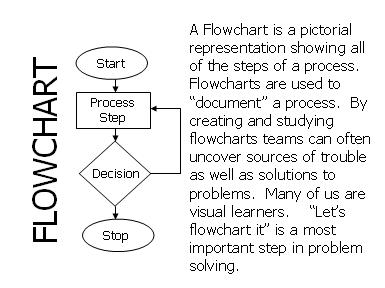 FLOWCHART
Start
Process
Step
Decision
Stop
A Flowchart is a pictorial
representation showing all
of the steps of a process.
Flowcharts are used to
“document” a process.  By
creating and studying
flowcharts teams can often
uncover sources of trouble
as well as solutions to
problems.  Many of us are
visual learners.   “Let’s
flowchart it” is a most
important step in problem
solving.